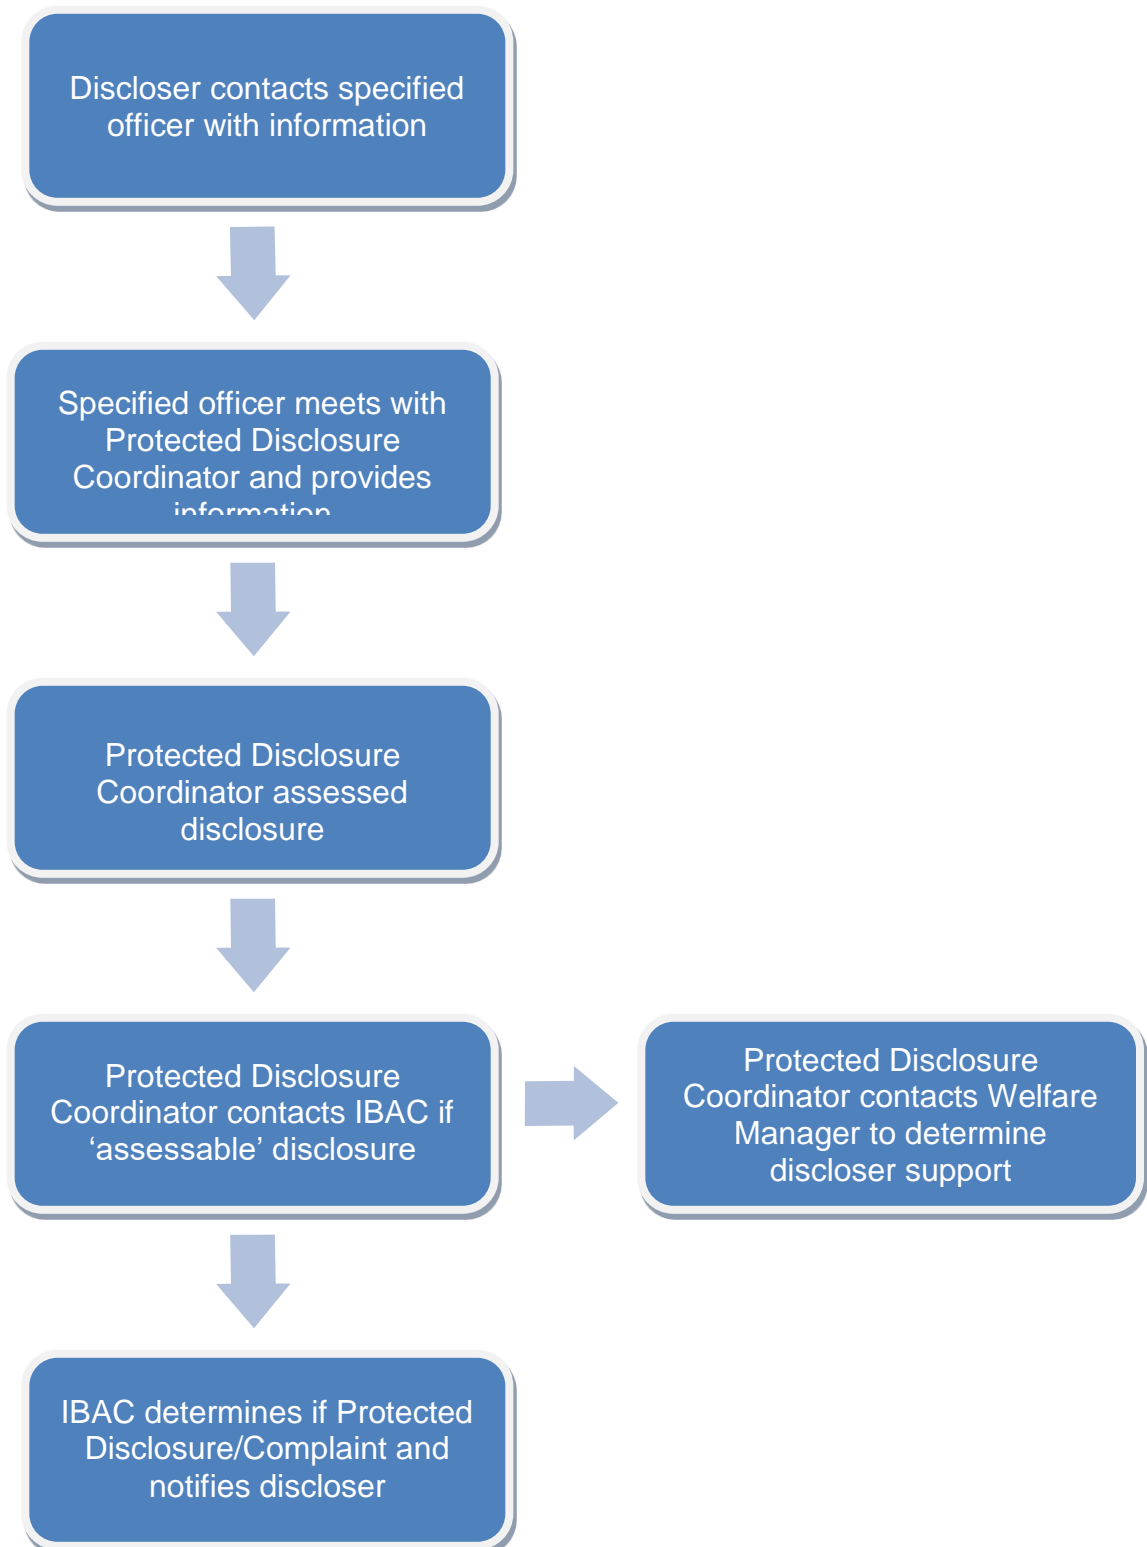 Discloser contacts specified
officer with information
Specified officer meets with
Protected Disclosure
Coordinator and provides
information
Protected Disclosure
Coordinator assessed
disclosure
Protected Disclosure
Coordinator contacts IBAC if
‘assessable’ disclosure
Protected Disclosure
Coordinator contacts Welfare
Manager to determine
discloser support
IBAC determines if Protected
Disclosure/Complaint and
notifies discloser